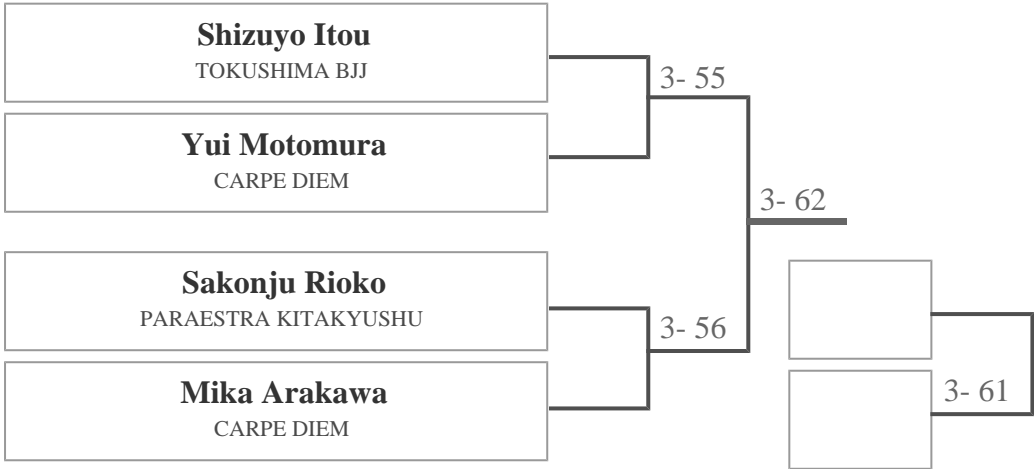 Shizuyo Itou
TOKUSHIMA BJJ
3- 55
Yui Motomura
CARPE DIEM
3- 62
Sakonju Rioko
PARAESTRA KITAKYUSHU
3- 56
Mika Arakawa
CARPE DIEM
3- 61